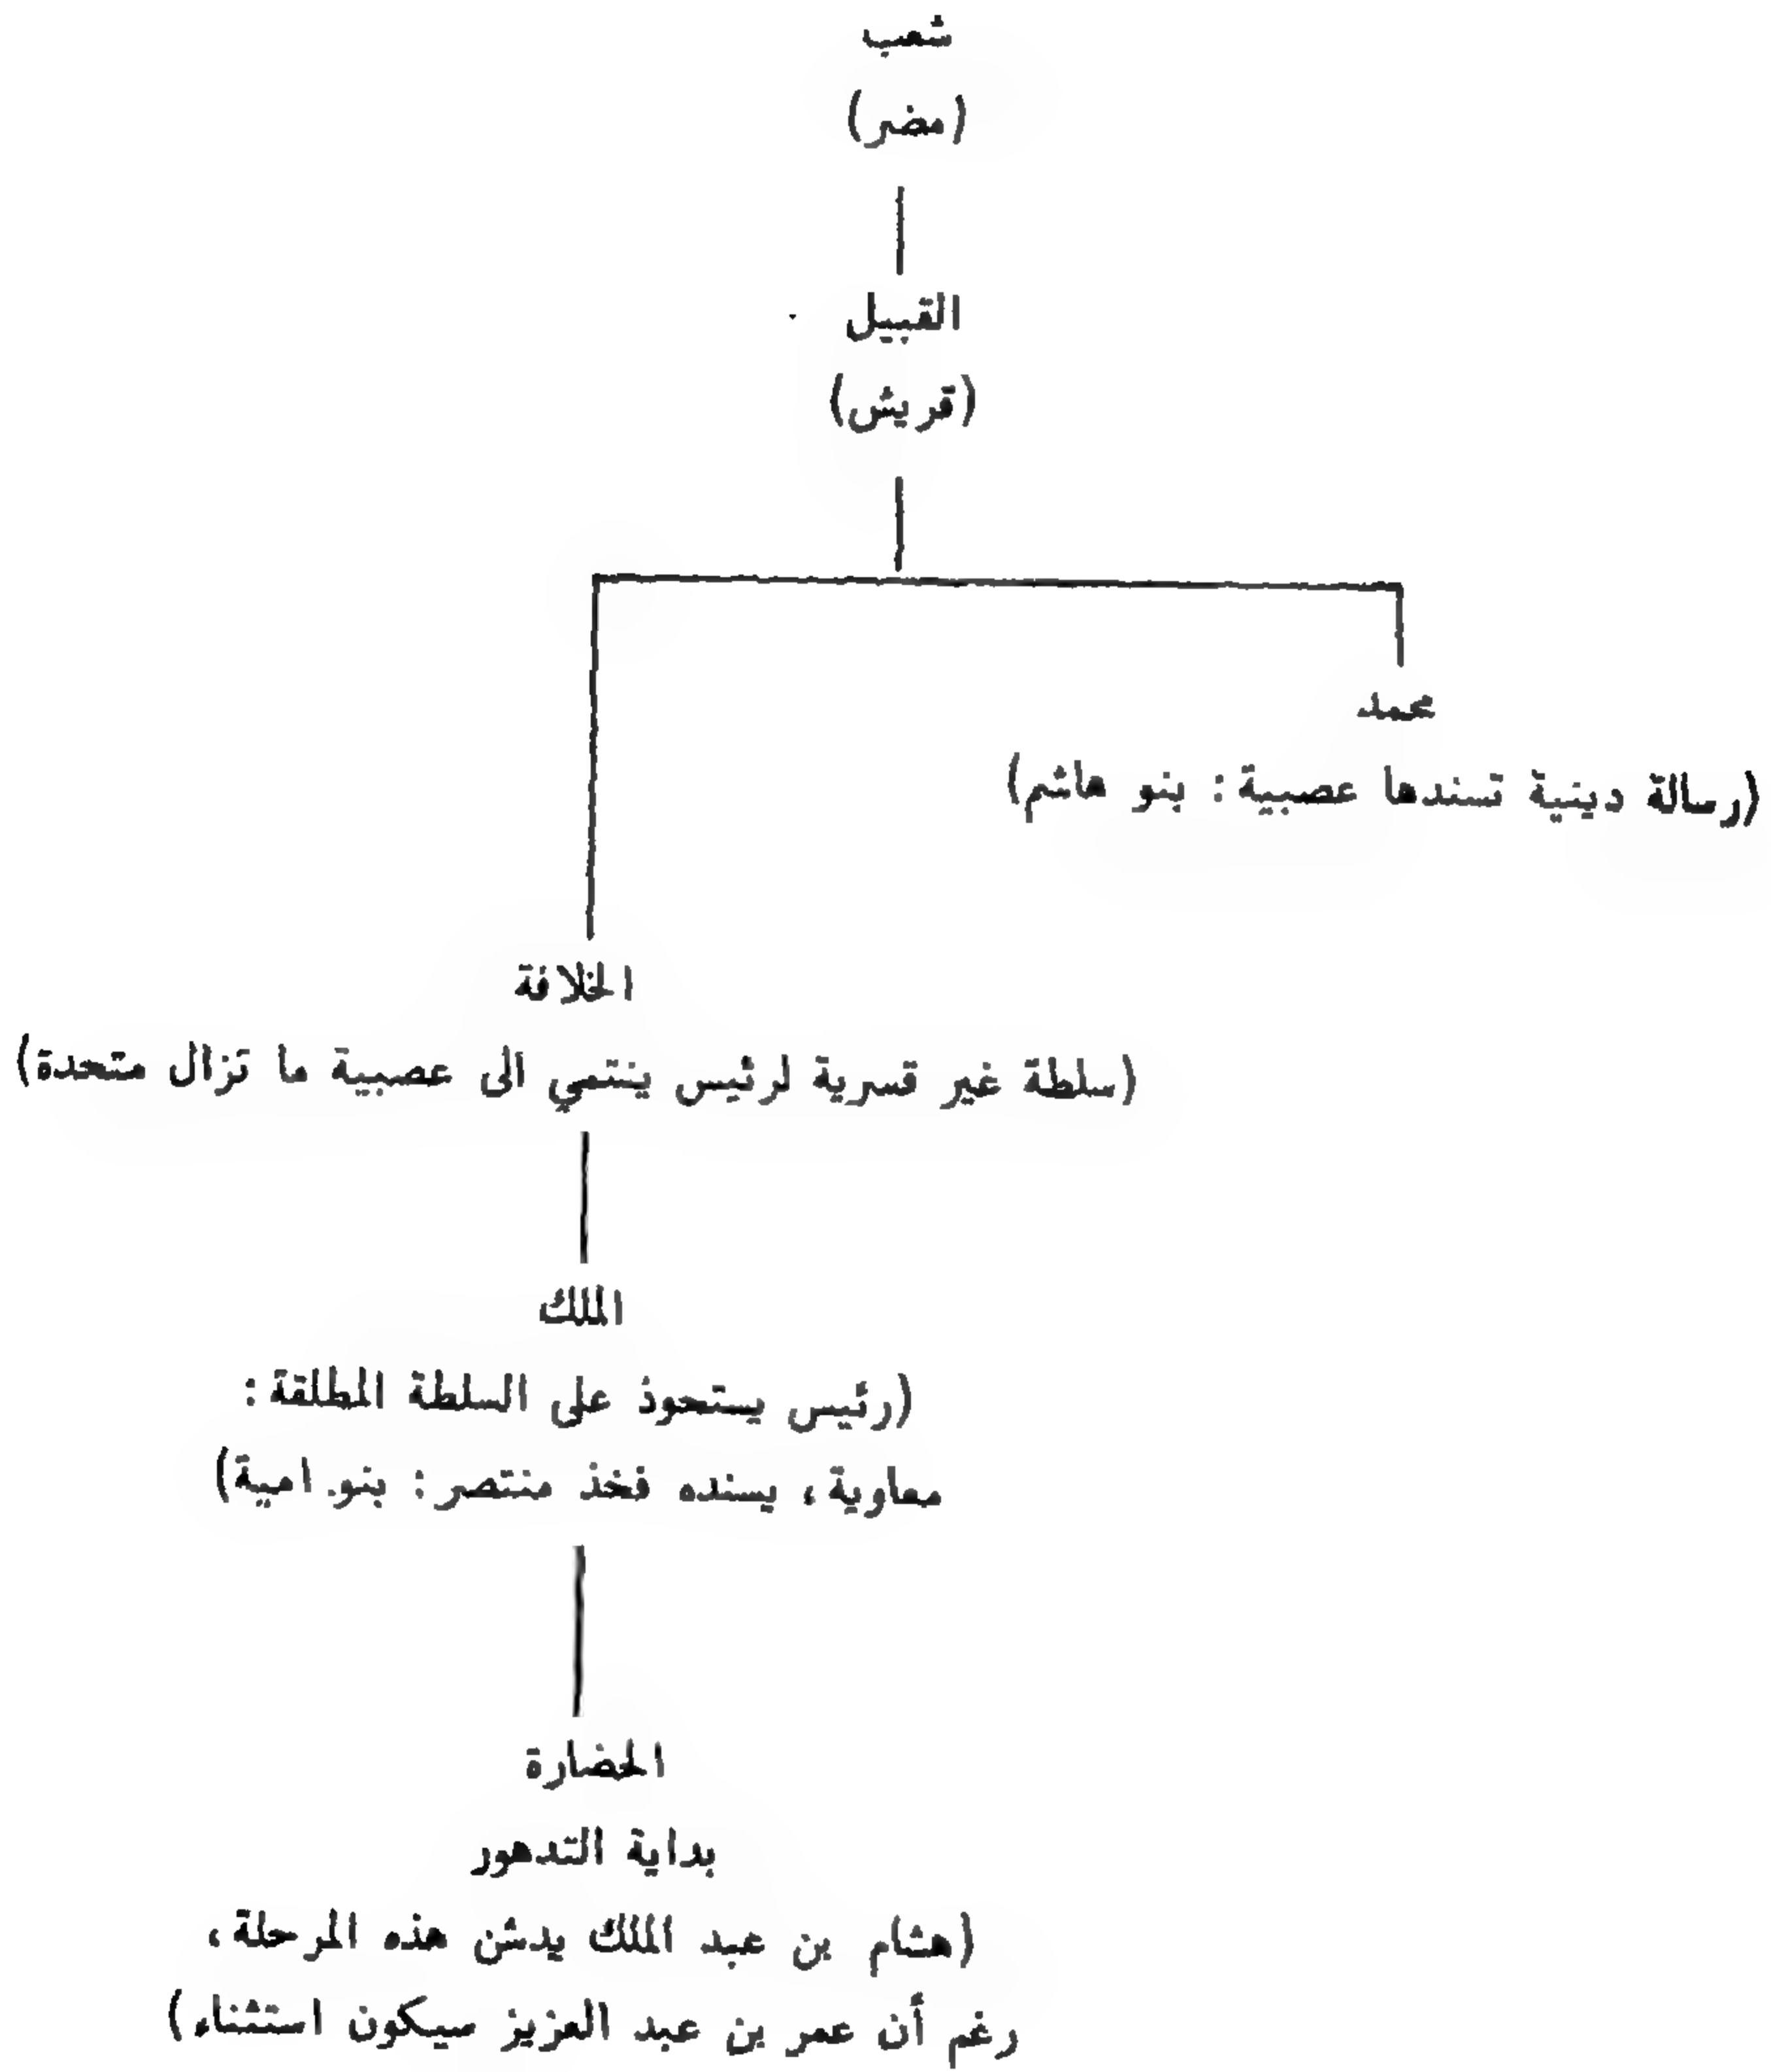 شعب
(مضر)
القبيل
(قريش)
محمد
(رسالة دينية تسندها عصبية: بنو هاشم)
الخلافة
(سلطة غير قسرية لرئيس ينتمي الى عصبية ما تزال متحدة)
الملك
(رئيس يستحوذ على السلطة المطلقة:
معاوية، يسنده فخذ منتصر: بنو امية)
الحضارة
بداية التدهور
(هشام بن عبد الملك يدشن هذه المرحلة،
رغم أن عمر بن عبد العزيز سيكون استثناء)